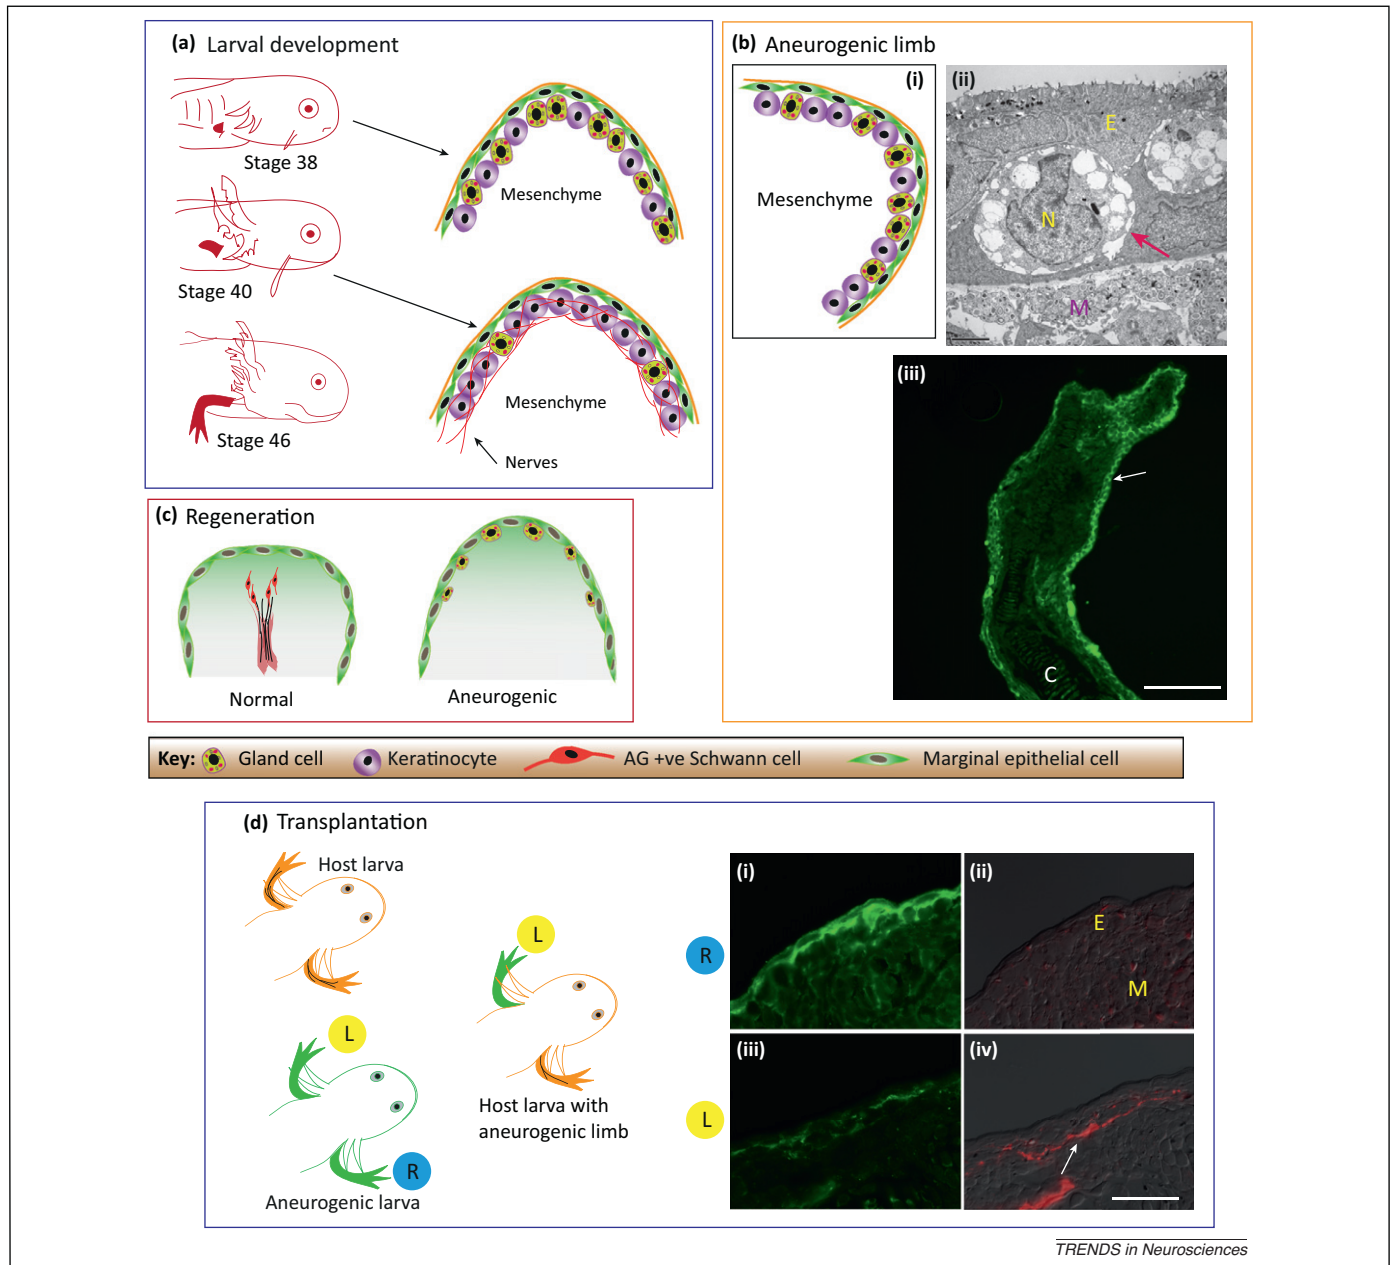 (a) Larval development
Stage 38
Mesenchyme
Stage 40
Stage 46
Mesenchyme
Nerves
(b) Aneurogenic limb
(i)
Mesenchyme
(ii)
E
N
M
(iii)
C
(c) Regeneration
Normal
Aneurogenic
Key: Gland cell Keratinocyte AG +ve Schwann cell Marginal epithelial cell
(d) Transplantation
Host larva
L
R
Aneurogenic larva
L
Host larva with
aneurogenic limb
R
(i)
(ii)
E
M
L
(iii)
(iv)
TRENDS in Neurosciences